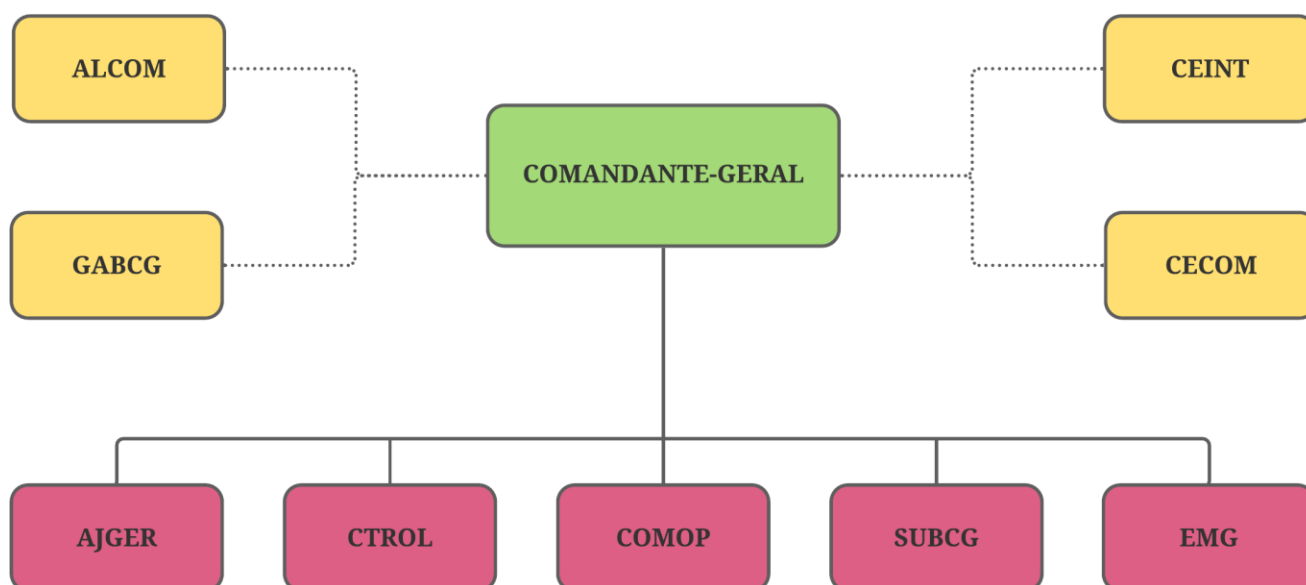 ALCOM
CEINT
COMANDANTE-GERAL
GABCG
CECOM
AJGER
CTROL
COMOP
SUBCG
EMG